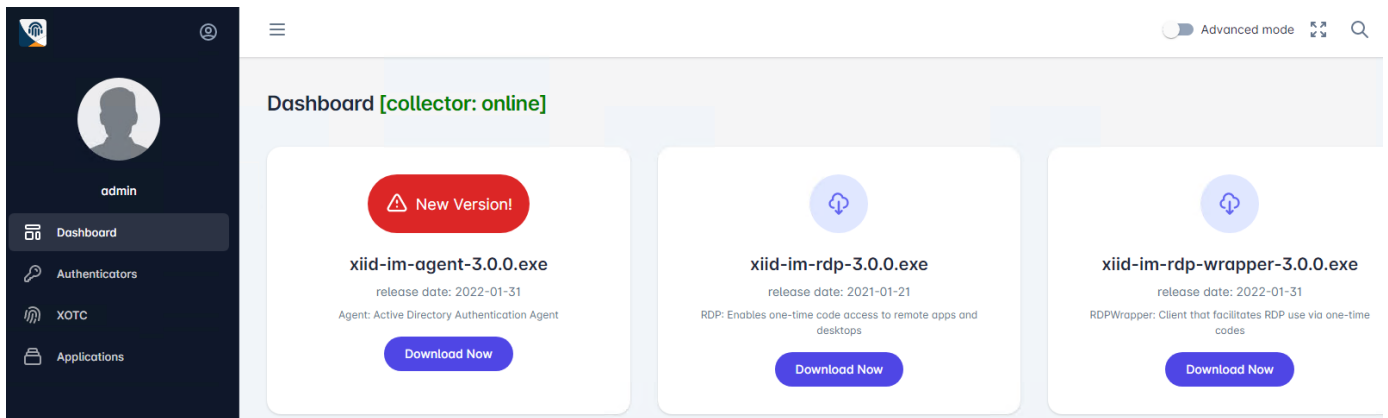 Advanced mode
Dashboard [collector: online]
admin
Dashboard
Authenticators
XOTC
Applications
New Version!
xiid-im-agent-3.0.0.exe
release date: 2022-01-31
Agent: Active Directory Authentication Agent
Download Now
xiid-im-rdp-3.0.0.exe
release date: 2021-01-21
RDP: Enables one-time code access to remote apps and
desktops
Download Now
xiid-im-rdp-wrapper-3.0.0.exe
release date: 2022-01-31
RDPWrapper: Client that facilitates RDP use via one-time
codes
Download Now